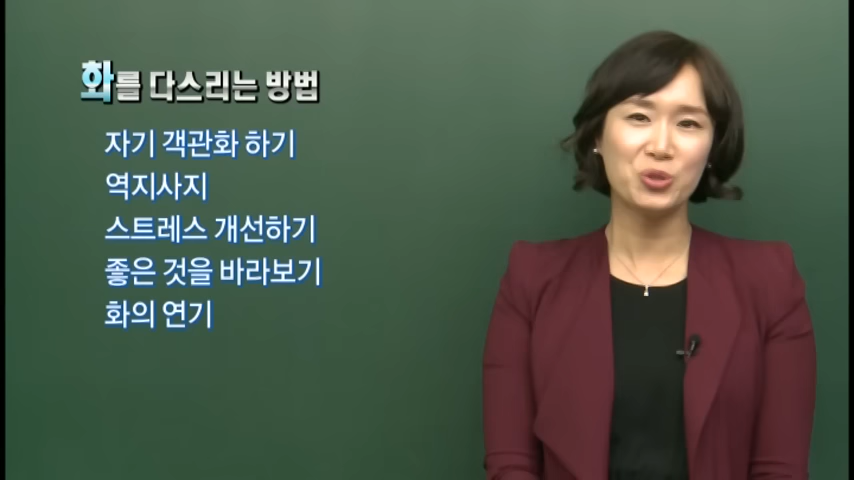 화를 다스리는 방법
자기 객관화 하기
역지사지
스트레스 개선하기
좋은 것을 바라보기
화의 연기